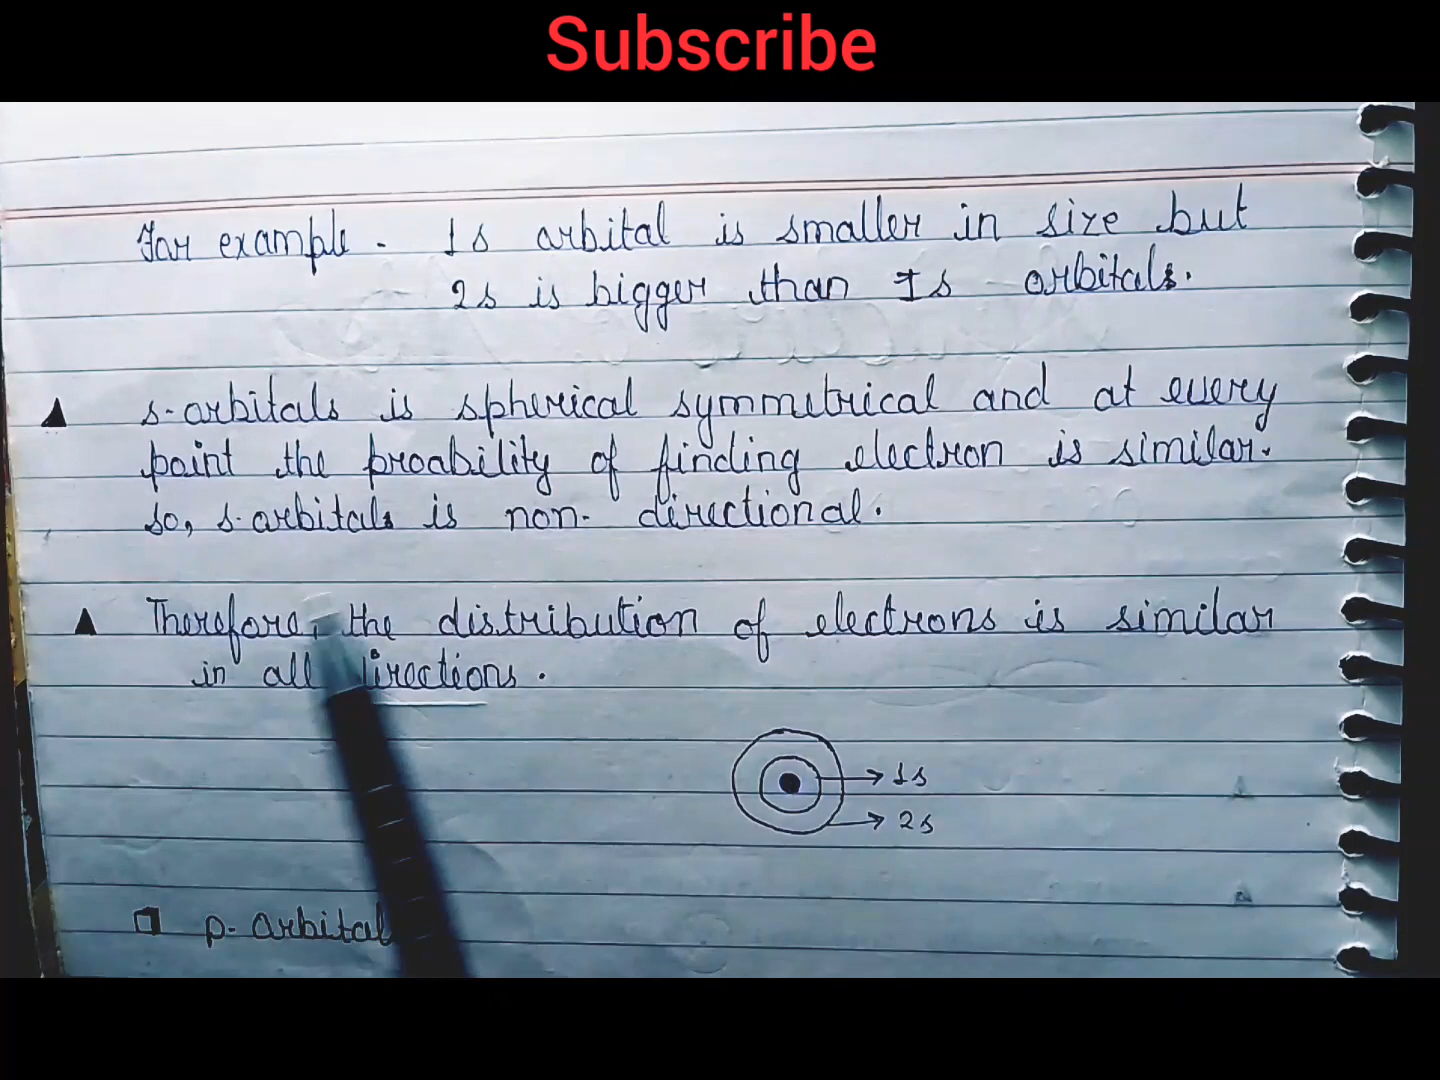 Subscribe
For example - 1s orbital is smaller in size but
2s is bigger than 1s orbitals.
s-orbitals is spherical symmetrical and at every
point the proability of finding electron is similar.
so, s-orbitals is non- directional.
Therefore, the distribution of electrons is similar
in all directions.
1s
2s
p- orbital